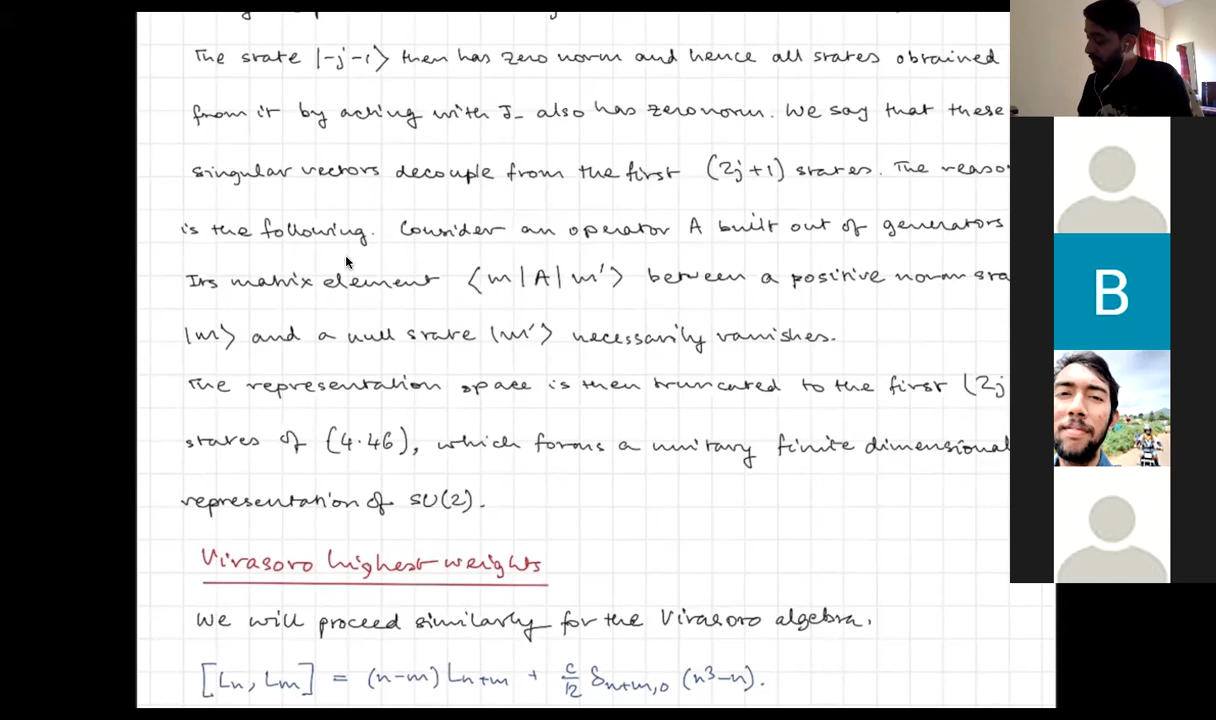 The state |-j-1⟩ then has zero norm and hence all states obtained
from it by acting with J_ also has zero norm. We say that these
singular vectors decouple from the first (2j+1) states. The reaso
is the following. Consider an operator A built out of generators
Its matrix element ⟨m|A|m'⟩ between a positive norm sta
|m⟩ and a null state |m'⟩ necessarily vanishes.
The representation space is then truncated to the first (2j
states of (4.46), which forms a unitary finite dimensional
representation of SU(2).
Virasoro highest weights
We will proceed similarly for the Virasoro algebra.
[Ln, Lm] = (n-m) Ln+m + c/12 δn+m,0 (n³-n).
B